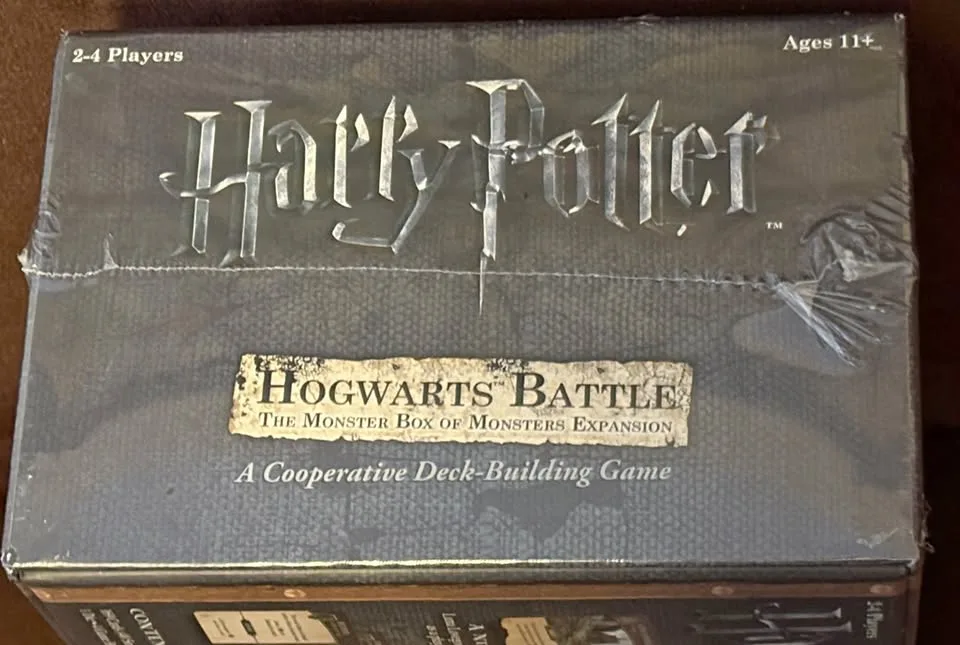 2-4 Players
Ages 11+
Harry Potter ™
Hogwarts™ Battle
The Monster Box of Monsters Expansion
A Cooperative Deck-Building Game